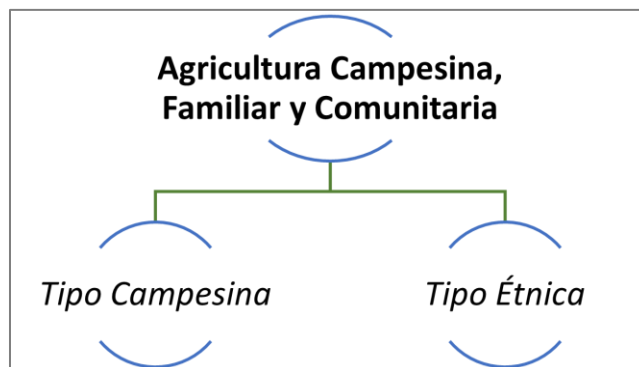 Agricultura Campesina,
Familiar y Comunitaria
Tipo Campesina
Tipo Étnica